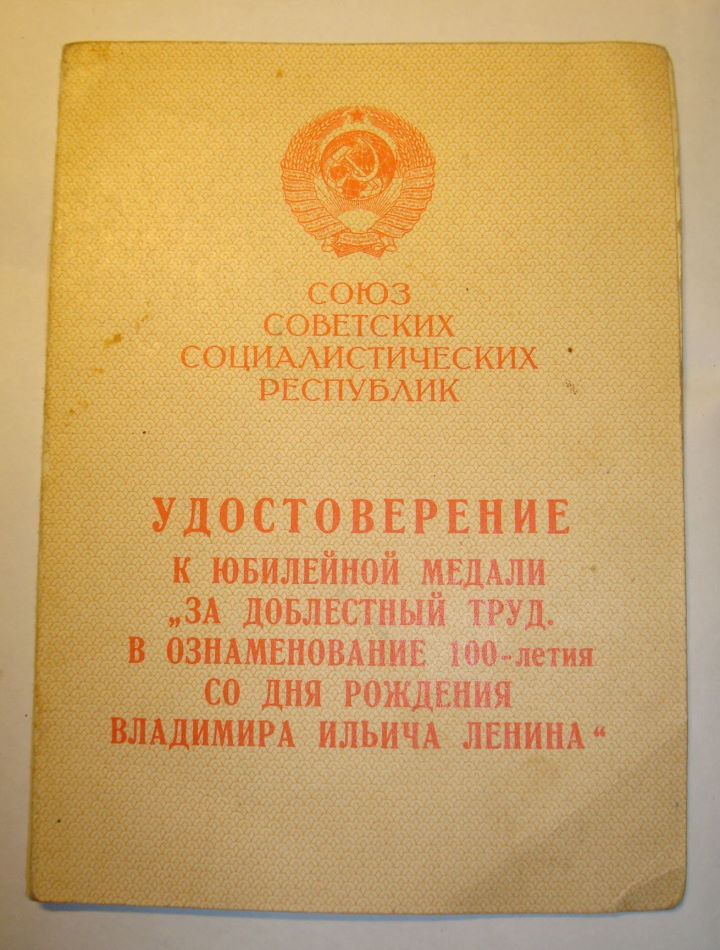 СОЮЗ
СОВЕТСКИХ
СОЦИАЛИСТИЧЕСКИХ
РЕСПУБЛИК
УДОСТОВЕРЕНИЕ
К ЮБИЛЕЙНОЙ МЕДАЛИ
„ЗА ДОБЛЕСТНЫЙ ТРУД.
В ОЗНАМЕНОВАНИЕ 100-летия
СО ДНЯ РОЖДЕНИЯ
ВЛАДИМИРА ИЛЬИЧА ЛЕНИНА“